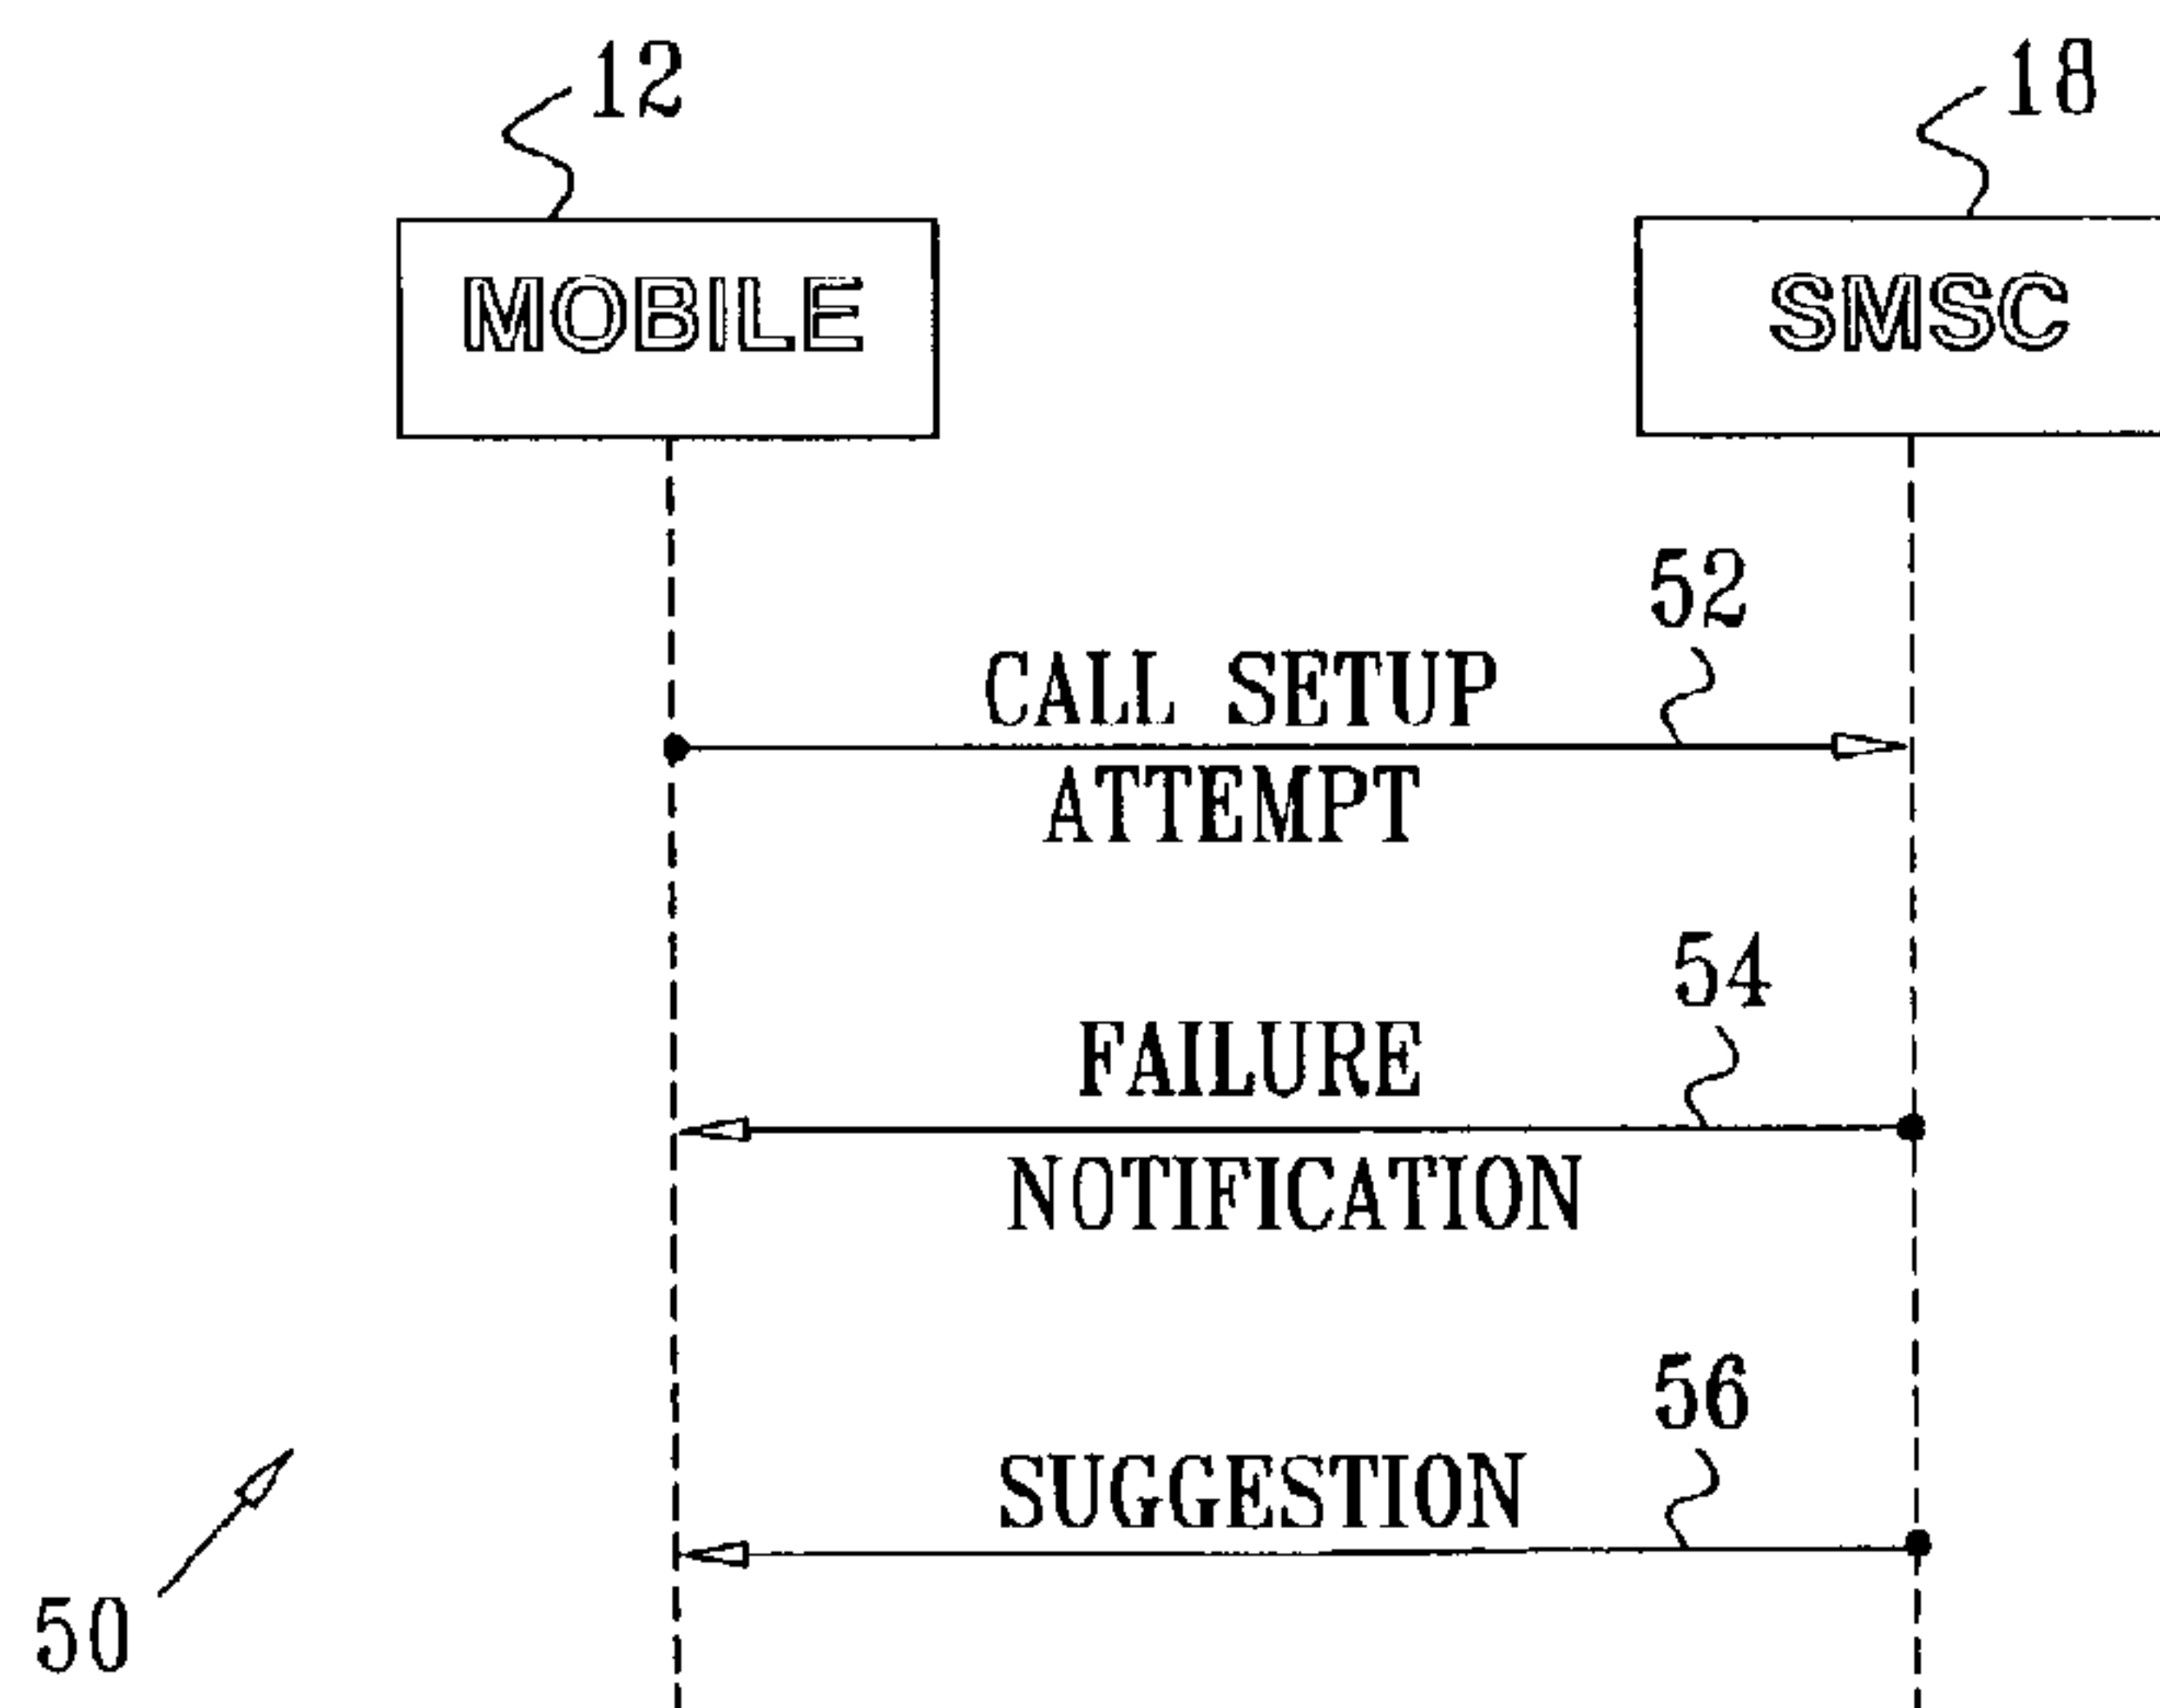 12
18
MOBILE
SMSC
52
CALL SETUP
ATTEMPT
54
FAILURE
NOTIFICATION
56
SUGGESTION
50